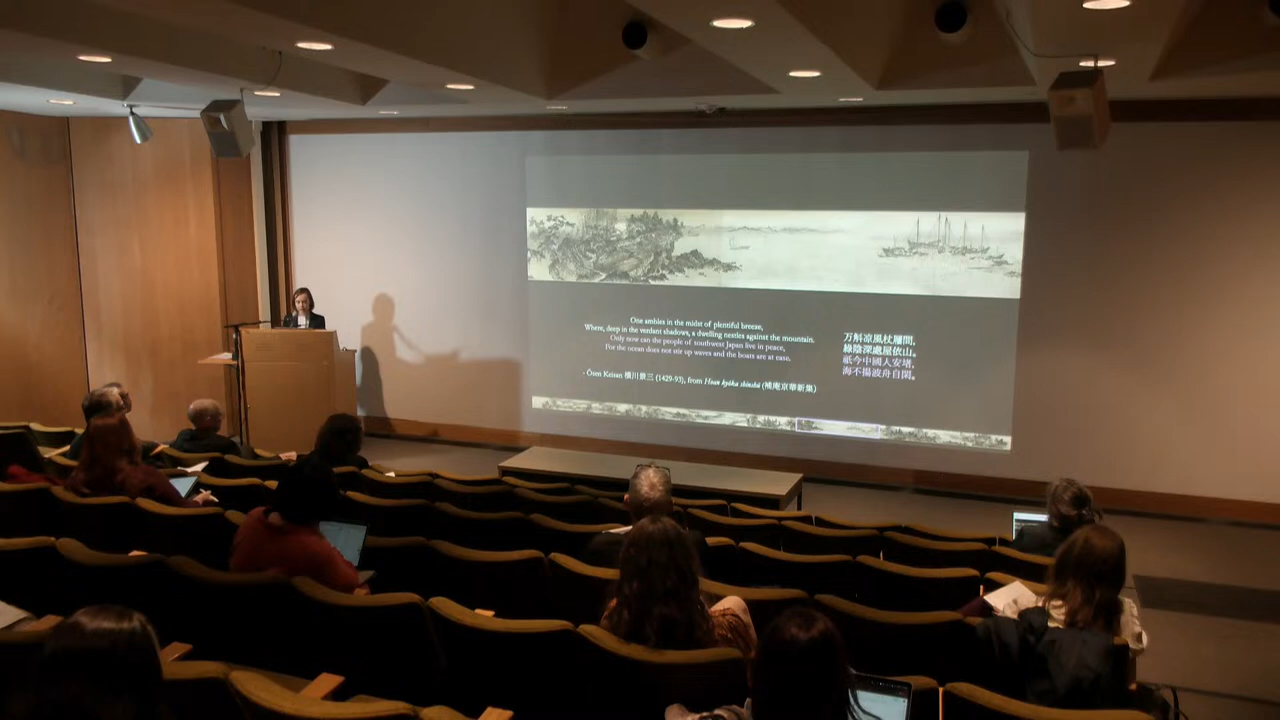 One ambles in the midst of plentiful breeze,
Where, deep in the verdant shadows, a dwelling nestles against the mountain.
Only now can the people of southwest Japan live in peace,
For the ocean does not stir up waves and the boats are at ease.
- Ōsen Keisan 横川景三 (1429-93), from Hoan kyōka shinshū (補庵京華新集)
万斛凉風杖屨間,
綠陰深處屋依山。
祇今中國人安堵,
海不揚波舟自閑。